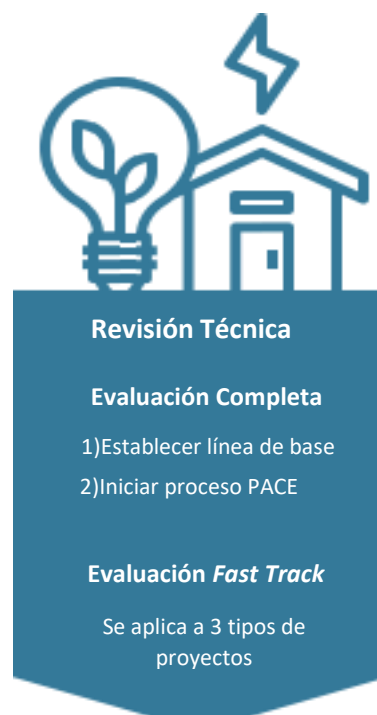 Revisión Técnica
Evaluación Completa
1)Establecer línea de base
2)Iniciar proceso PACE
Evaluación Fast Track
Se aplica a 3 tipos de
proyectos